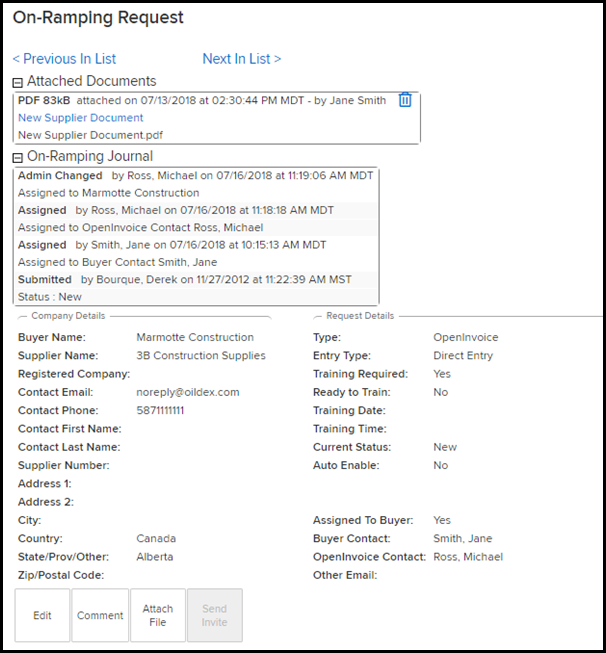 On-Ramping Request
< Previous In List Next In List >
Attached Documents
PDF 83kB attached on 07/13/2018 at 02:30:44 PM MDT - by Jane Smith
New Supplier Document
New Supplier Document.pdf
On-Ramping Journal
Admin Changed by Ross, Michael on 07/16/2018 at 11:19:06 AM MDT
Assigned to Marmotte Construction
Assigned by Ross, Michael on 07/16/2018 at 11:18:18 AM MDT
Assigned to OpenInvoice Contact Ross, Michael
Assigned by Smith, Jane on 07/16/2018 at 10:15:13 AM MDT
Assigned to Buyer Contact Smith, Jane
Submitted by Bourque, Derek on 11/27/2012 at 11:22:39 AM MST
Status : New
Company Details
Buyer Name: Marmotte Construction
Supplier Name: 3B Construction Supplies
Registered Company:
Contact Email: noreply@oildex.com
Contact Phone: 5871111111
Contact First Name:
Contact Last Name:
Supplier Number:
Address 1:
Address 2:
City:
Country: Canada
State/Prov/Other: Alberta
Zip/Postal Code:
Request Details
Type: OpenInvoice
Entry Type: Direct Entry
Training Required: Yes
Ready to Train: No
Training Date:
Training Time:
Current Status: New
Auto Enable: No
Assigned To Buyer: Yes
Buyer Contact: Smith, Jane
OpenInvoice Contact: Ross, Michael
Other Email:
Edit
Comment
Attach
File
Send
Invite